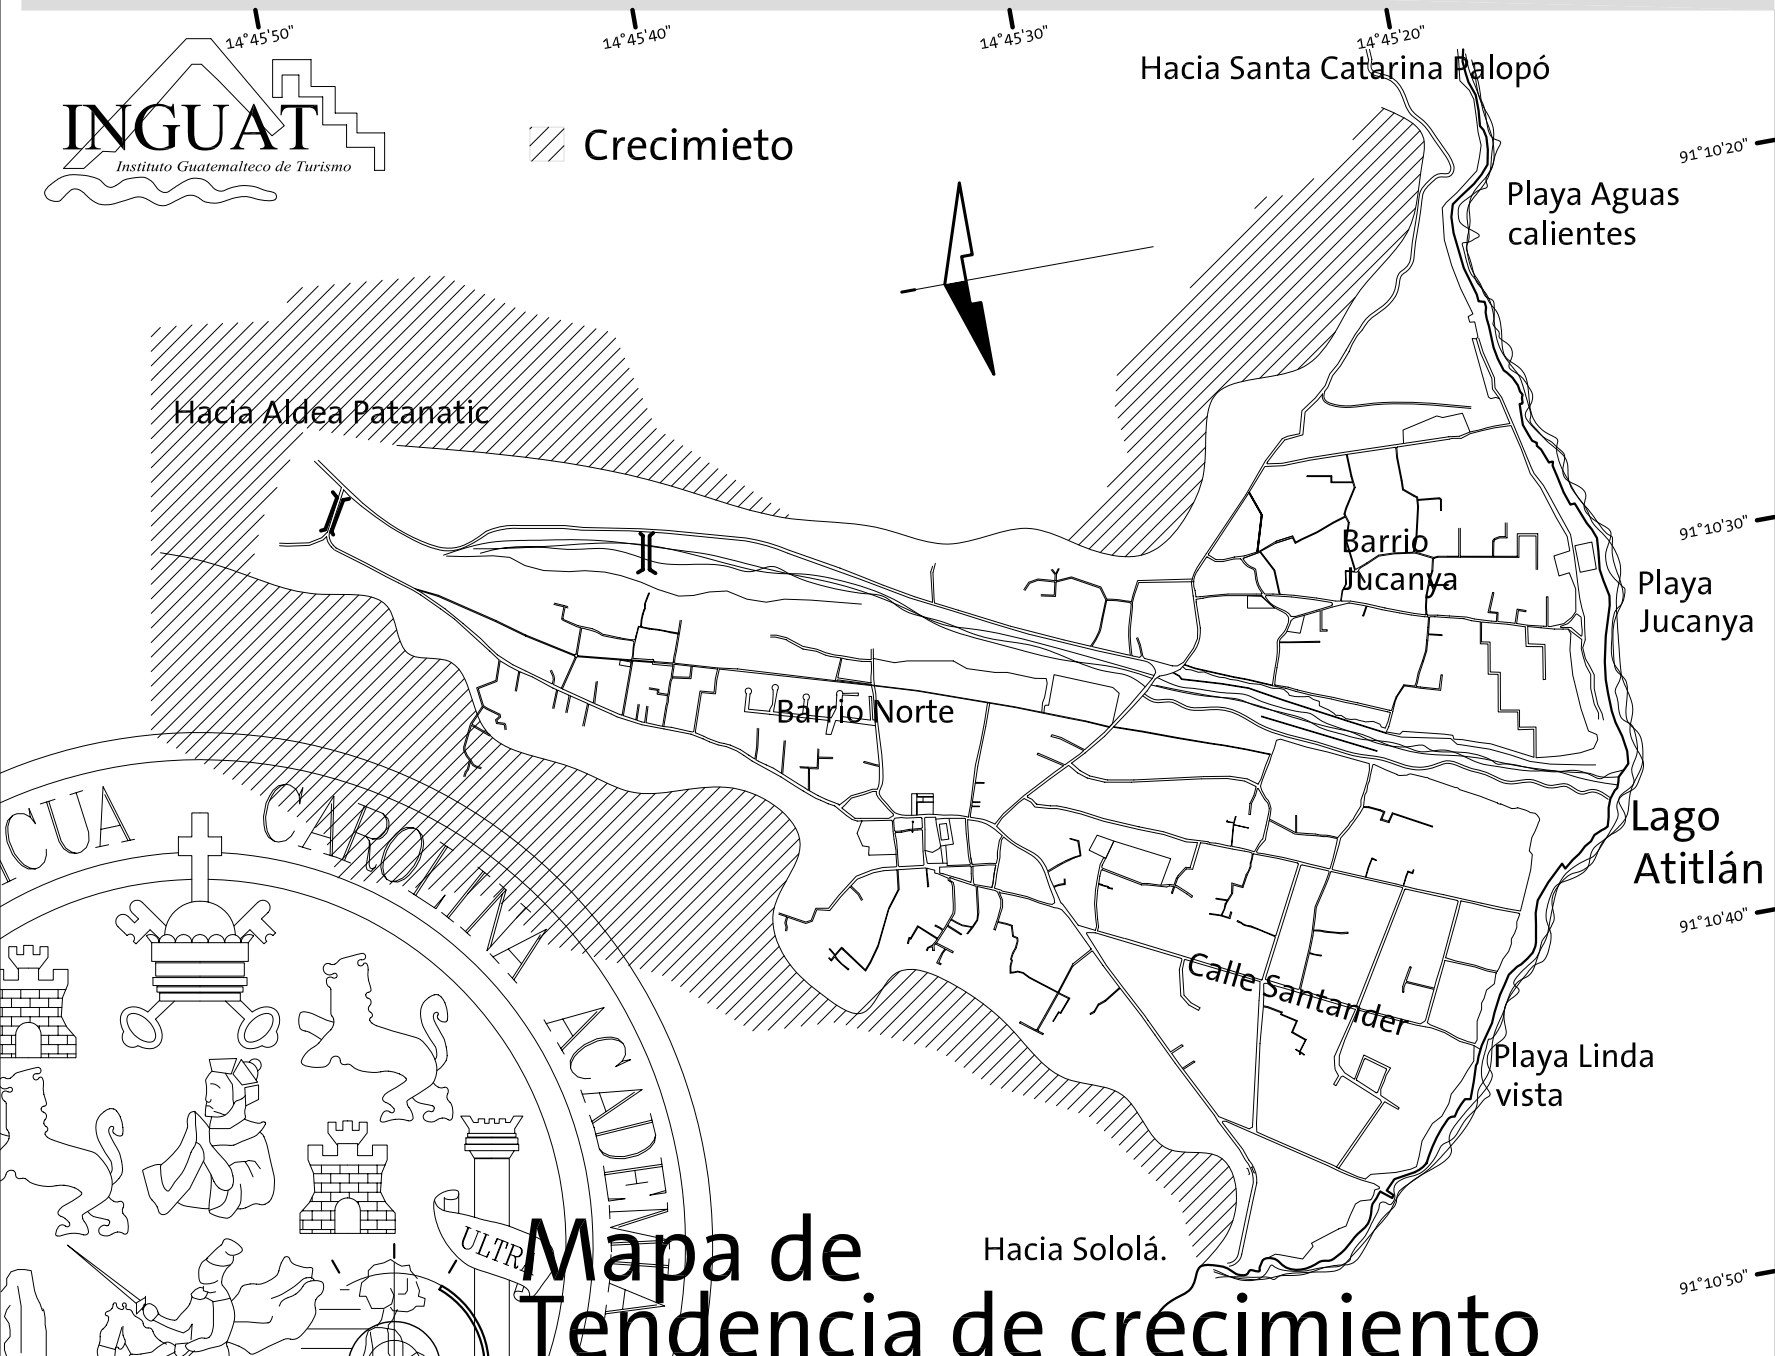 14°45'50"
14°45'40"
14°45'30"
14°45'20"
Hacia Santa Catarina Palopó
INGUAT
Instituto Guatemalteco de Turismo
Crecimieto
91°10'20"
Playa Aguas
calientes
Hacia Aldea Patanatic
91°10'30"
Barrio
Jucanya
Playa
Jucanya
Barrio Norte
Lago
Atitlán
CUA CAROLINA ACADEMIA
91°10'40"
Calle Santander
Playa Linda
vista
ULTRA
Mapa de
Hacia Sololá.
91°10'50"
Tendencia de crecimiento